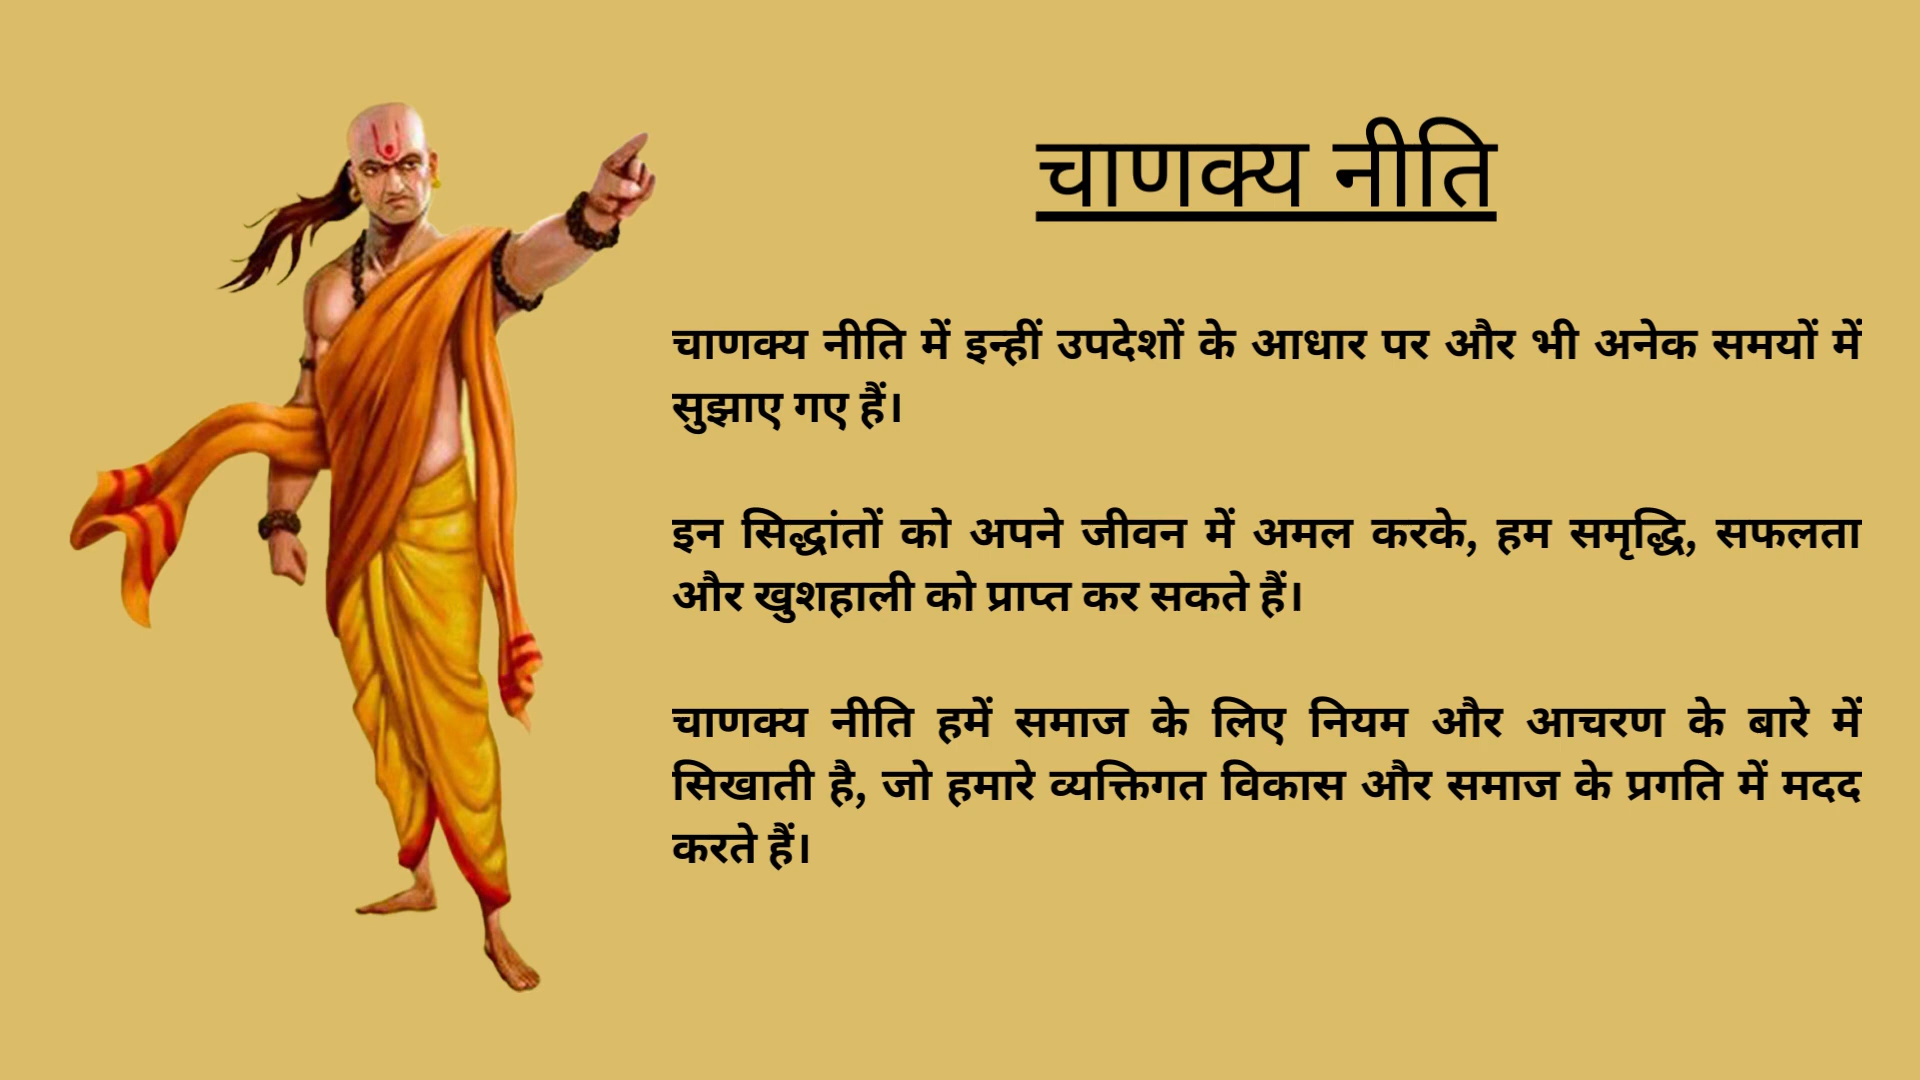 चाणक्य नीति
चाणक्य नीति में इन्हीं उपदेशों के आधार पर और भी अनेक समयों में
सुझाए गए हैं।
इन सिद्धांतों को अपने जीवन में अमल करके, हम समृद्धि, सफलता
और खुशहाली को प्राप्त कर सकते हैं।
चाणक्य नीति हमें समाज के लिए नियम और आचरण के बारे में
सिखाती है, जो हमारे व्यक्तिगत विकास और समाज के प्रगति में मदद
करते हैं।